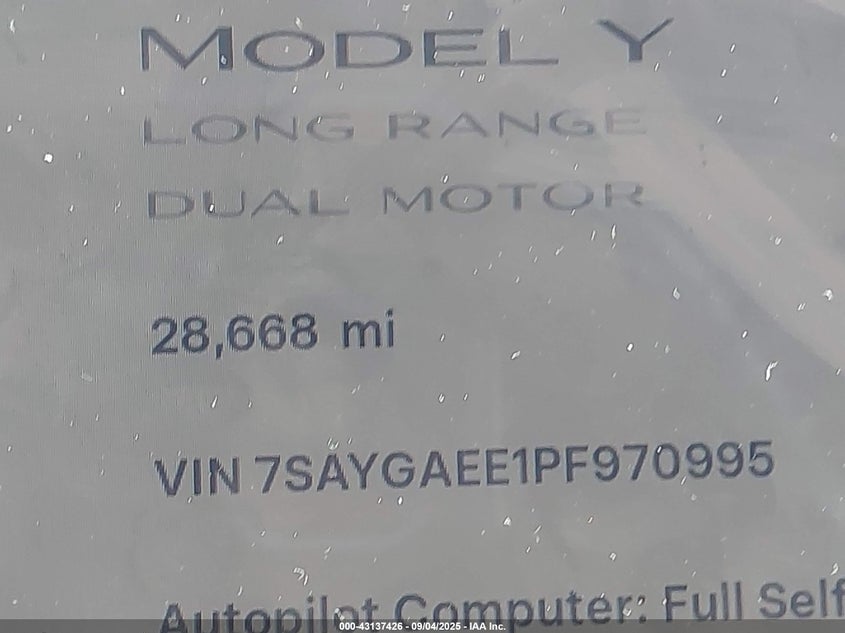 MODEL Y
LONG RANGE
DUAL MOTOR
28,668 mi
VIN 7SAYGAEE1PF970995
Autopilot Computer: Full Self
000-43137426 - 09/04/2025 - IAA Inc.